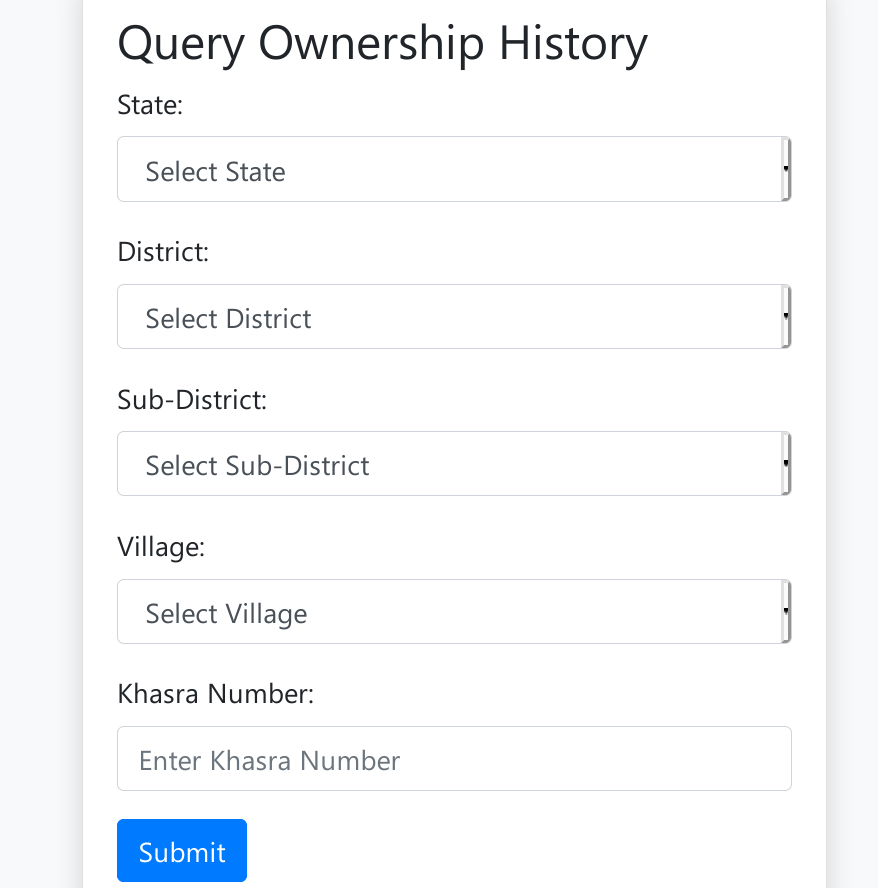 Query Ownership History
State:
Select State
District:
Select District
Sub-District:
Select Sub-District
Village:
Select Village
Khasra Number:
Enter Khasra Number
Submit